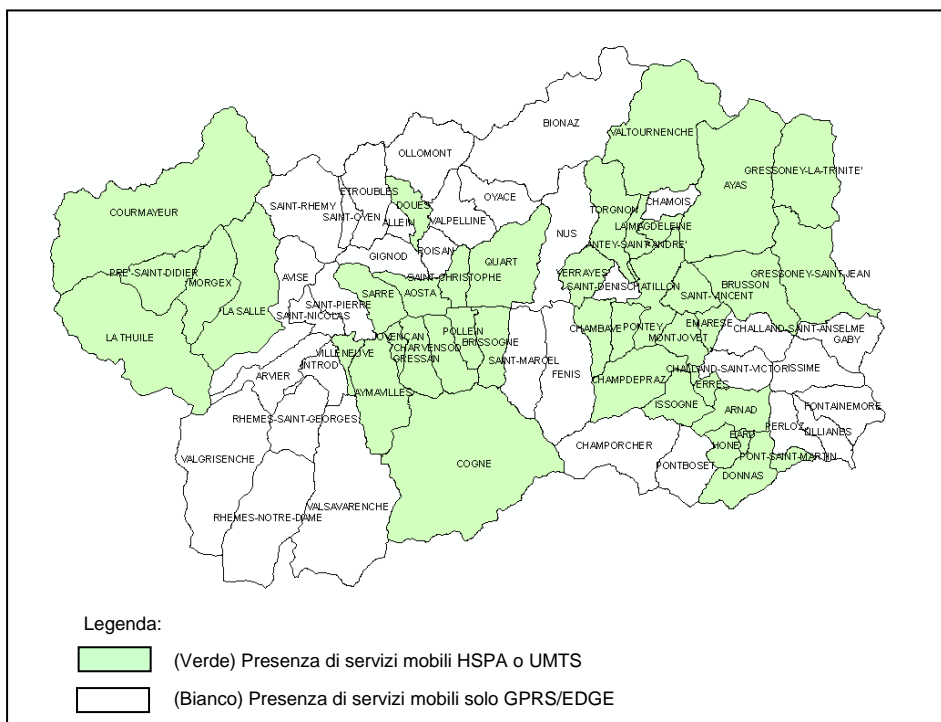 BIONAZ
VALTOURNENCHE
OLLOMONT
GRESSONEY-LA-TRINITE'
AYAS
ETROUBLES
OYACE
CHAMOIS
SAINT-RHEMY
DOUES
COURMAYEUR
TORGNON
SAINT-OYEN
ALLEIN
VALPELLINE
LA MAGDELEINE
NUS
ROISAN
ANTEY-SAINT-ANDRE'
GIGNOD
QUART
PRE'-SAINT-DIDIER
AVISE
SAINT-CHRISTOPHE
VERRAYES
GRESSONEY-SAINT-JEAN
MORGEX
SAINT-DENIS
CHATILLON
BRUSSON
SARRE
AOSTA
SAINT-VINCENT
LA SALLE
SAINT-PIERRE
SAINT-NICOLAS
EMARESE
CHAMBAVE
PONTEY
POLLEIN
CHALLAND-SAINT-ANSELME
LA THUILE
JOVENCAN
CHARVENSOD
BRISSOGNE
MONTJOVET
GABY
VILLENEUVE
GRESSAN
SAINT-MARCEL
INTROD
CHALLAND-SAINT-VICTOR
ISSIME
ARVIER
FENIS
CHAMPDEPRAZ
VERRES
AYMAVILLES
ISSOGNE
ARNAD
FONTAINEMORE
RHEMES-SAINT-GEORGES
PERLOZ
LILLIANES
BARD
HONE
CHAMPORCHER
VALGRISENCHE
PONT-SAINT-MARTIN
COGNE
PONTBOSET
DONNAS
VALSAVARENCHE
RHEMES-NOTRE-DAME
Legenda:
(Verde) Presenza di servizi mobili HSPA o UMTS
(Bianco) Presenza di servizi mobili solo GPRS/EDGE